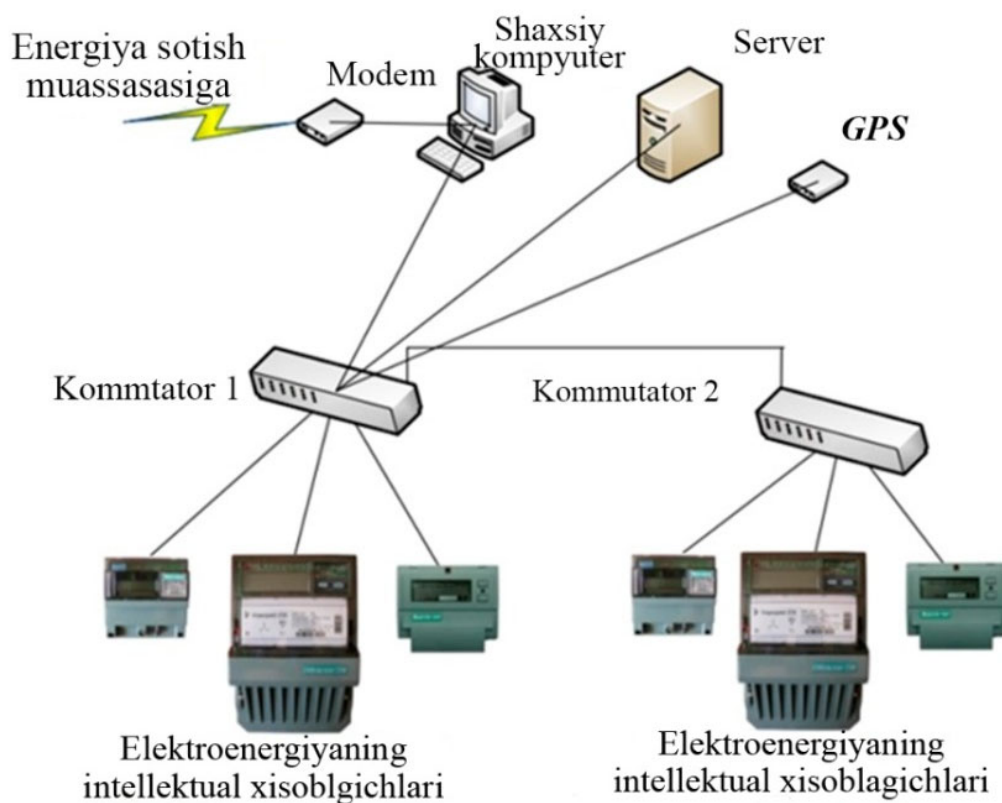 Energiya sotish
muassasasiga
Modem
Shaxsiy
kompyuter
Server
GPS
Kommtator 1
Kommutator 2
Elektroenergiyaning
intellektual xisoblgichlari
Elektroenergiyaning
intellektual xisoblagichlari